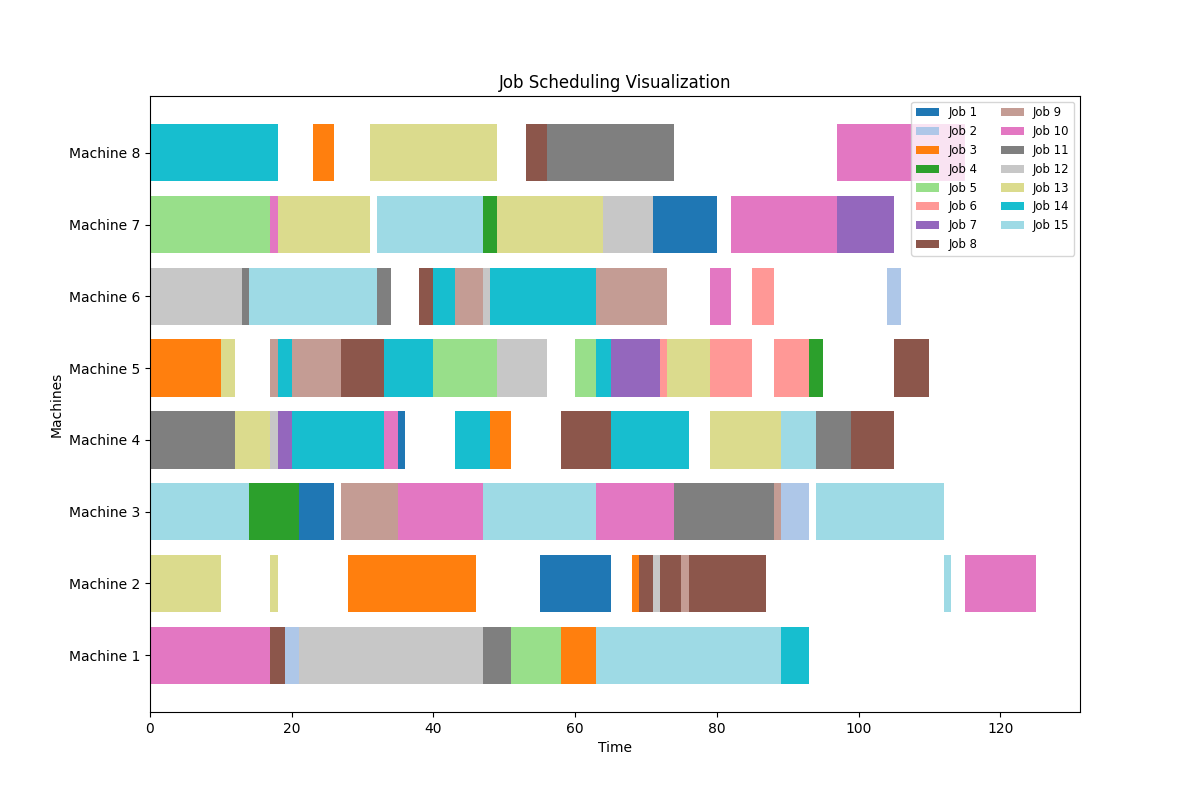 Job Scheduling Visualization
Machine 8
Machine 7
Machine 6
Machine 5
Machine 4
Machine 3
Machine 2
Machine 1
Machines
0 20 40 60 80 100 120
Time
Job 1
Job 2
Job 3
Job 4
Job 5
Job 6
Job 7
Job 8
Job 9
Job 10
Job 11
Job 12
Job 13
Job 14
Job 15